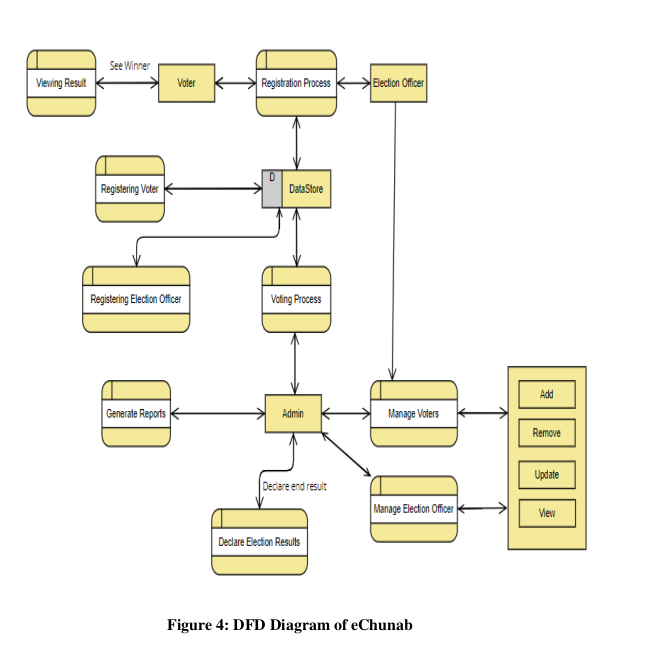 See Winner
Viewing Result
Voter
Registration Process
Election Officer
D
Registering Voter
DataStore
Registering Election Officer
Voting Process
Generate Reports
Admin
Manage Voters
Add
Remove
Update
View
Declare end result
Manage Election Officer
Declare Election Results
Figure 4: DFD Diagram of eChunab